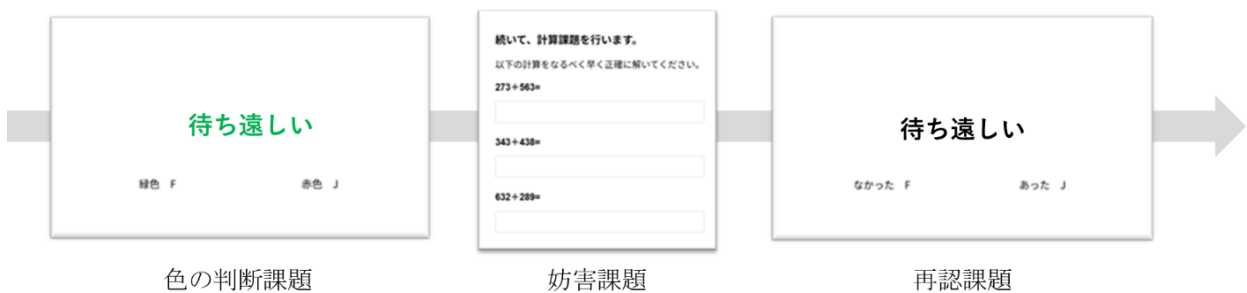 待ち遠しい
緑色 F
赤色 J
色の判断課題
続いて、計算課題を行います。
以下の計算をなるべく早く正確に解いてください。
273+563=
343+438=
632+289=
妨害課題
待ち遠しい
なかった F
あった J
再認課題